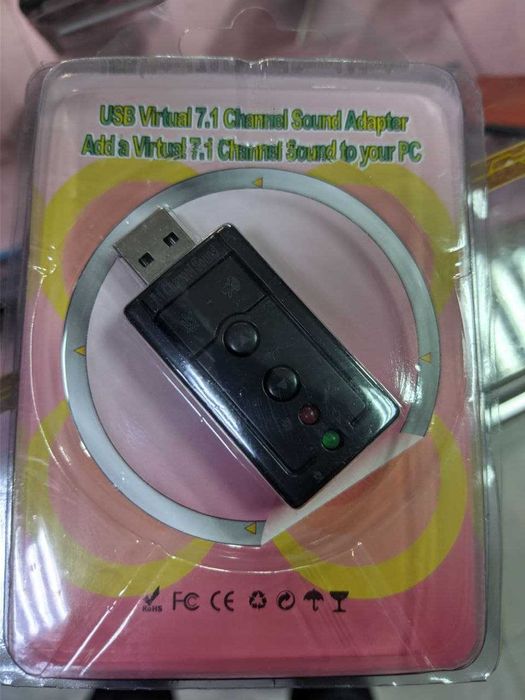 USB Virtual 7.1 Channel Sound Adapter
Add a Virtual 7.1 Channel Sound to your PC
RoHS FC CE